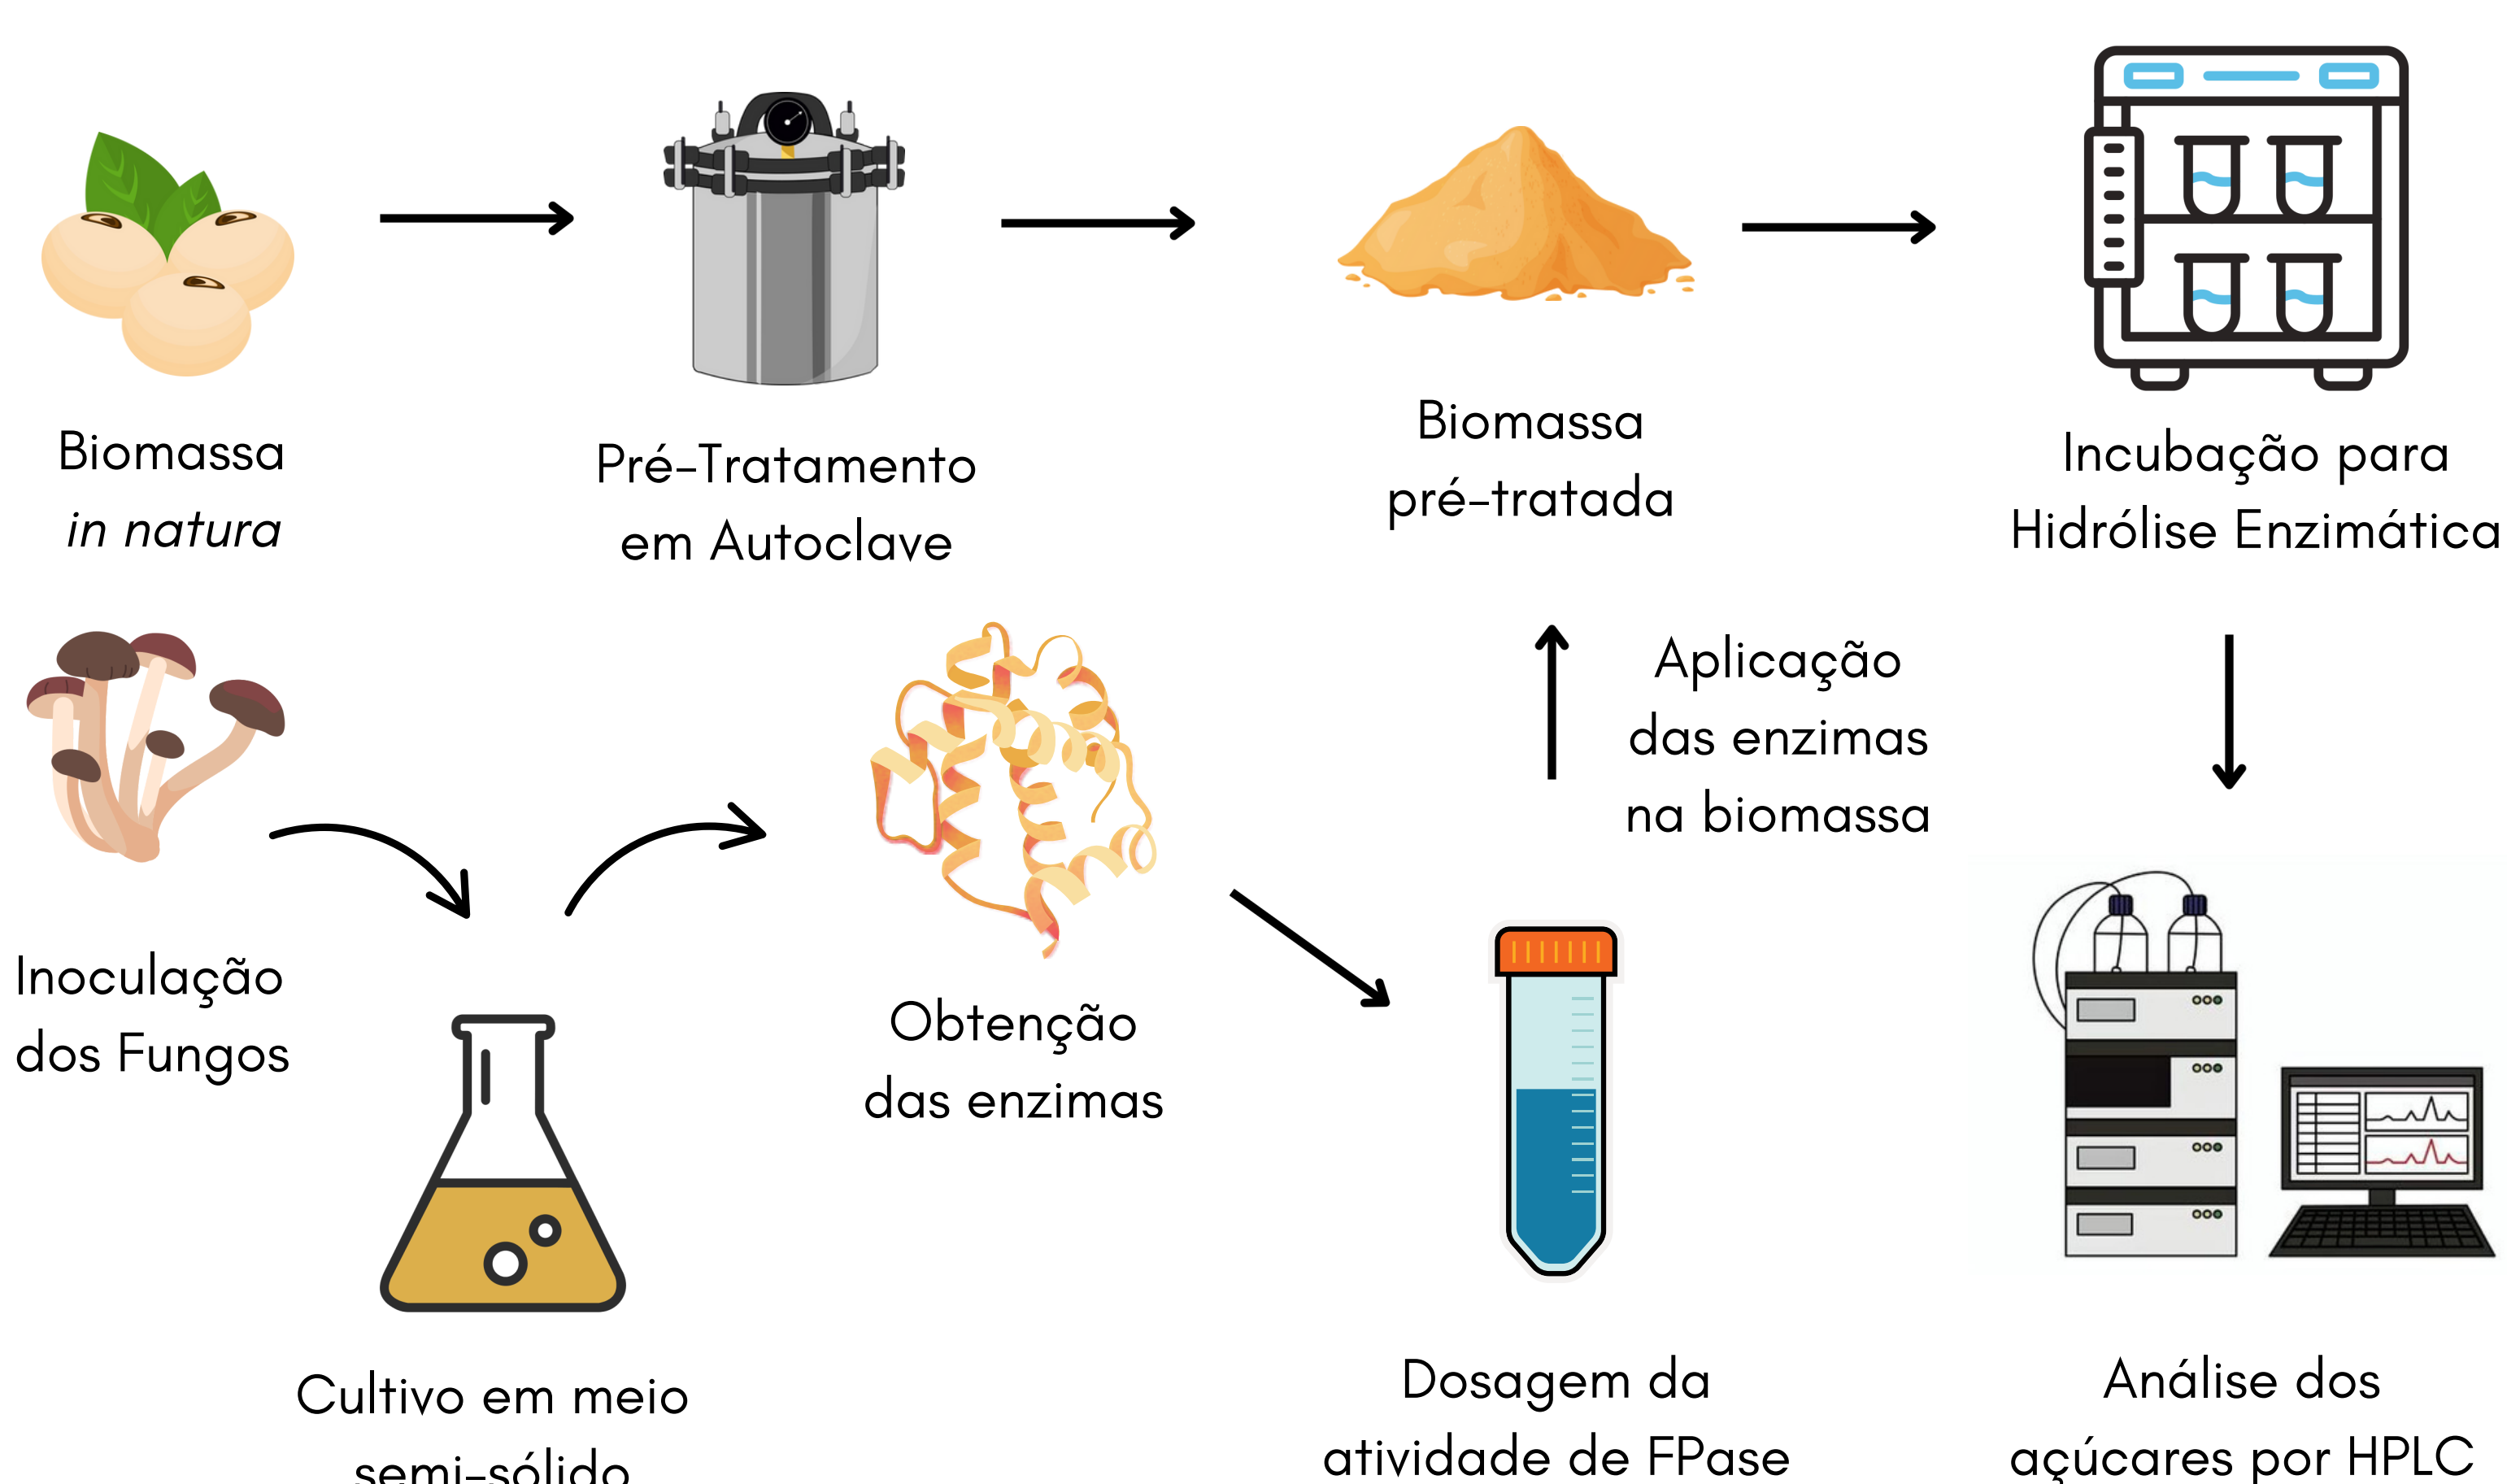 Biomassa
in natura
Pré-Tratamento
em Autoclave
Biomassa
pré-tratada
Incubação para
Hidrólise Enzimática
Aplicação
das enzimas
na biomassa
Inoculação
dos Fungos
Cultivo em meio
semi-sólido
Obtenção
das enzimas
Dosagem da
atividade de FPase
Análise dos
açúcares por HPLC